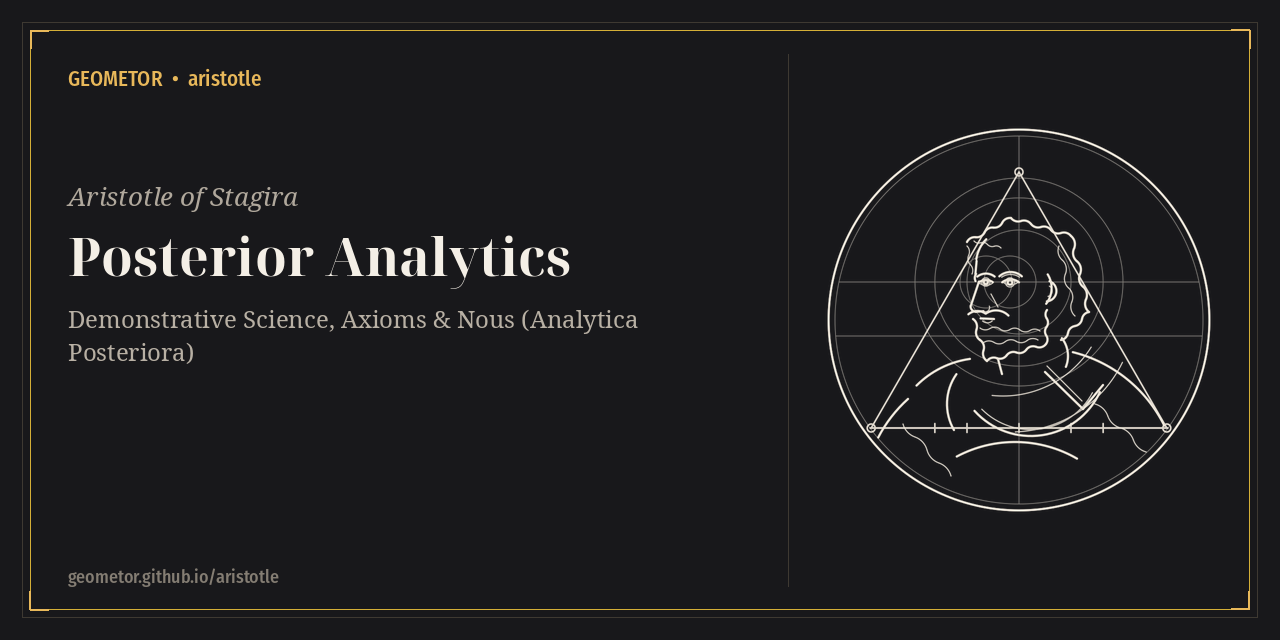 GEOMETOR • aristotle
Aristotle of Stagira
Posterior Analytics
Demonstrative Science, Axioms & Nous (Analytica
Posteriora)
geometor.github.io/aristotle